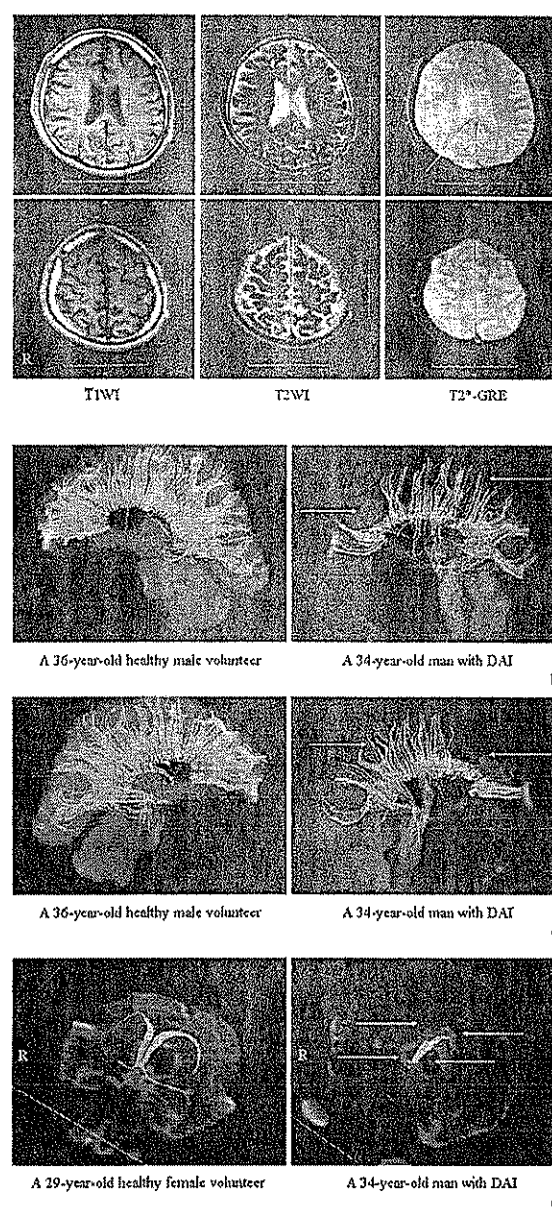 R
T1WI T2WI T2*-GRE
A 36-year-old healthy male volunteer A 34-year-old man with DAI
A 36-year-old healthy male volunteer A 34-year-old man with DAI
R R
A 29-year-old healthy female volunteer A 34-year-old man with DAI